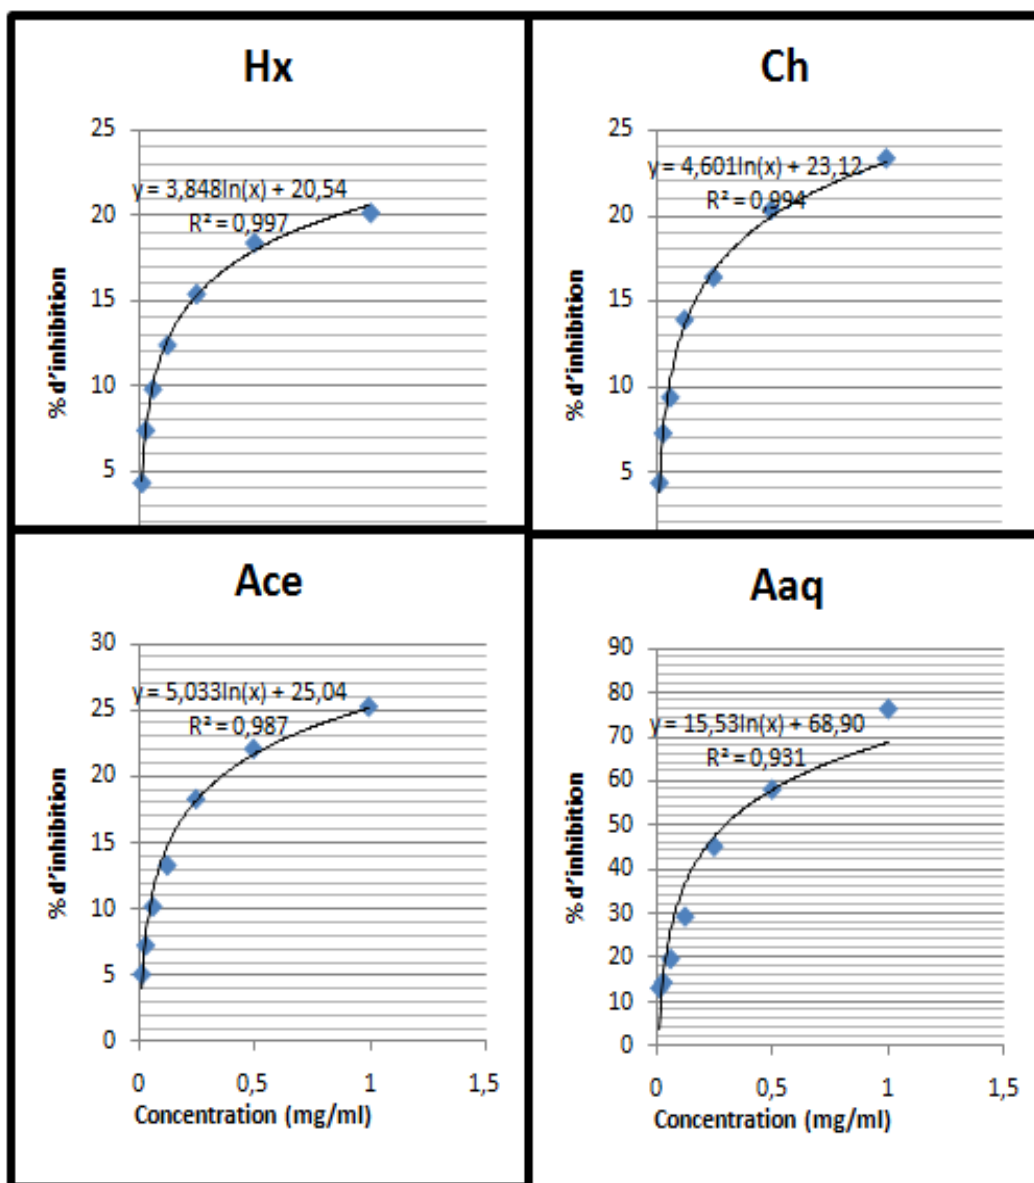 Hx
25
20
15
10
5
% d'inhibition
y = 3,848ln(x) + 20,54
R² = 0,997
Ch
25
20
15
10
5
% d'inhibition
y = 4,601ln(x) + 23,12
R² = 0,994
Ace
30
25
20
15
10
5
0
% d'inhibition
y = 5,033ln(x) + 25,04
R² = 0,987
0 0,5 1 1,5
Concentration (mg/ml)
Aaq
90
80
70
60
50
40
30
20
10
0
% d'inhibition
y = 15,53ln(x) + 68,90
R² = 0,931
0 0,5 1 1,5
Concentration (mg/ml)